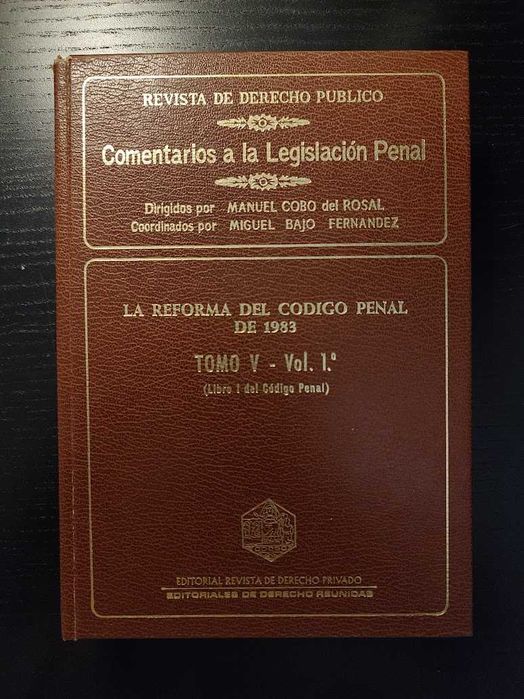 REVISTA DE DERECHO PUBLICO
Comentarios a la Legislación Penal
Dirigidos por MANUEL COBO del ROSAL
Coordinados por MIGUEL BAJO FERNANDEZ
LA REFORMA DEL CODIGO PENAL
DE 1983
TOMO V - Vol. 1.º
(Libro I del Código Penal)
EDITORIAL REVISTA DE DERECHO PRIVADO
EDITORIALES DE DERECHO REUNIDAS